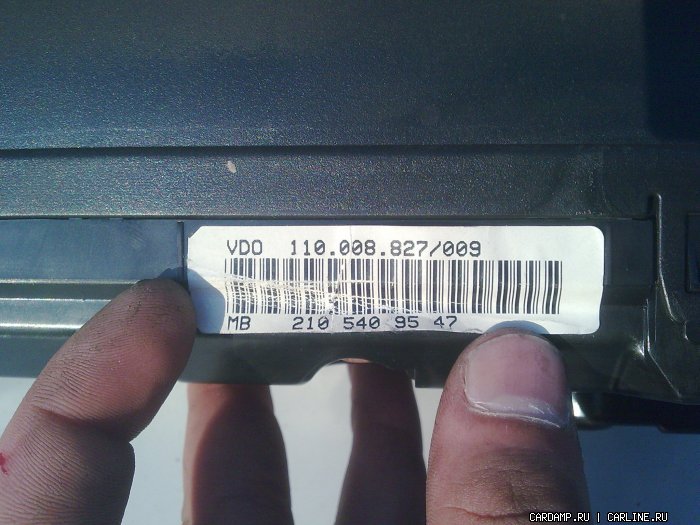 VDO 110.008.827/009
MB 210 540 95 47
CARDAMP.RU | CARLINE.RU